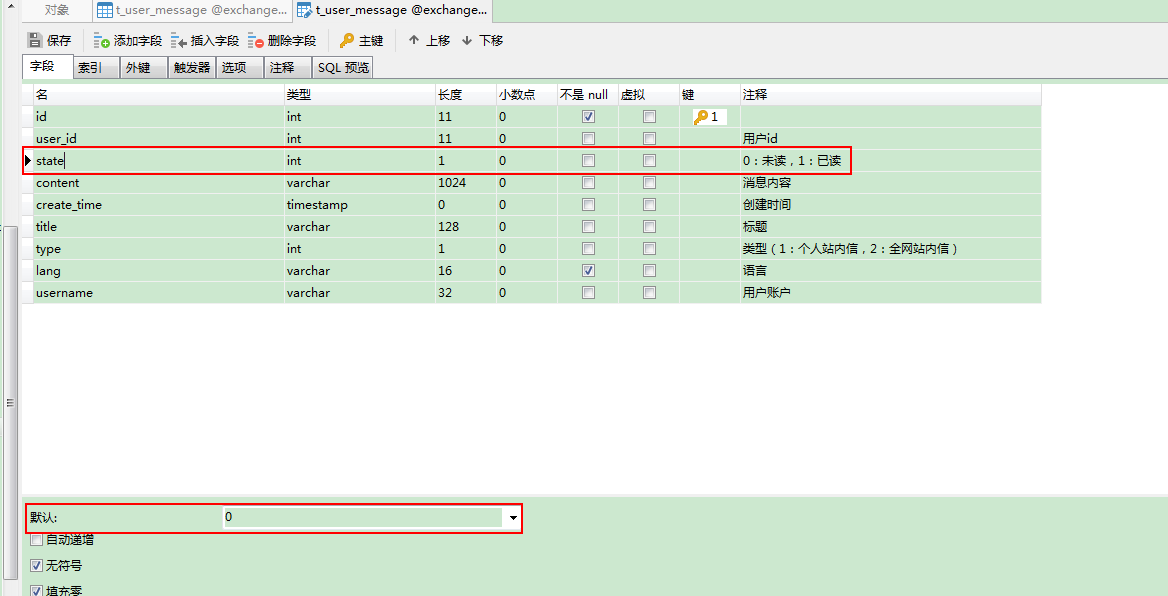 对象 t_user_message @exchange... t_user_message @exchange...
保存 添加字段 插入字段 删除字段 主键 上移 下移
字段 索引 外键 触发器 选项 注释 SQL 预览
名 类型 长度 小数点 不是 null 虚拟 键 注释
id int 11 0 1
user_id int 11 0 用户id
state int 1 0 0：未读，1：已读
content varchar 1024 0 消息内容
create_time timestamp 0 0 创建时间
title varchar 128 0 标题
type int 1 0 类型（1：个人站内信，2：全网站内信）
lang varchar 16 0 语言
username varchar 32 0 用户账户
默认: 0
自动递增
无符号
填充零